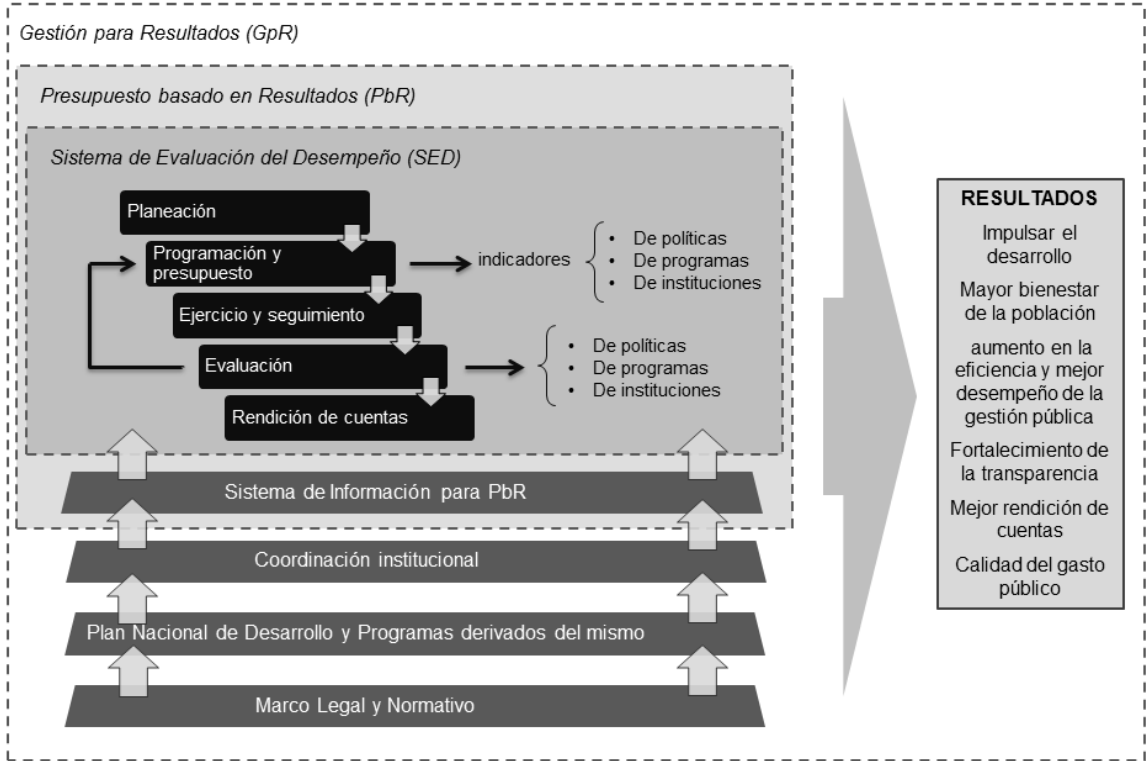 Gestión para Resultados (GpR)
Presupuesto basado en Resultados (PbR)
Sistema de Evaluación del Desempeño (SED)
Planeación
Programación y
presupuesto
indicadores
• De políticas
• De programas
• De instituciones
Ejercicio y seguimiento
Evaluación
• De políticas
• De programas
• De instituciones
Rendición de cuentas
Sistema de Información para PbR
Coordinación institucional
Plan Nacional de Desarrollo y Programas derivados del mismo
Marco Legal y Normativo
RESULTADOS
Impulsar el
desarrollo
Mayor bienestar
de la población
aumento en la
eficiencia y mejor
desempeño de la
gestión pública
Fortalecimiento de
la transparencia
Mejor rendición de
cuentas
Calidad del gasto
público